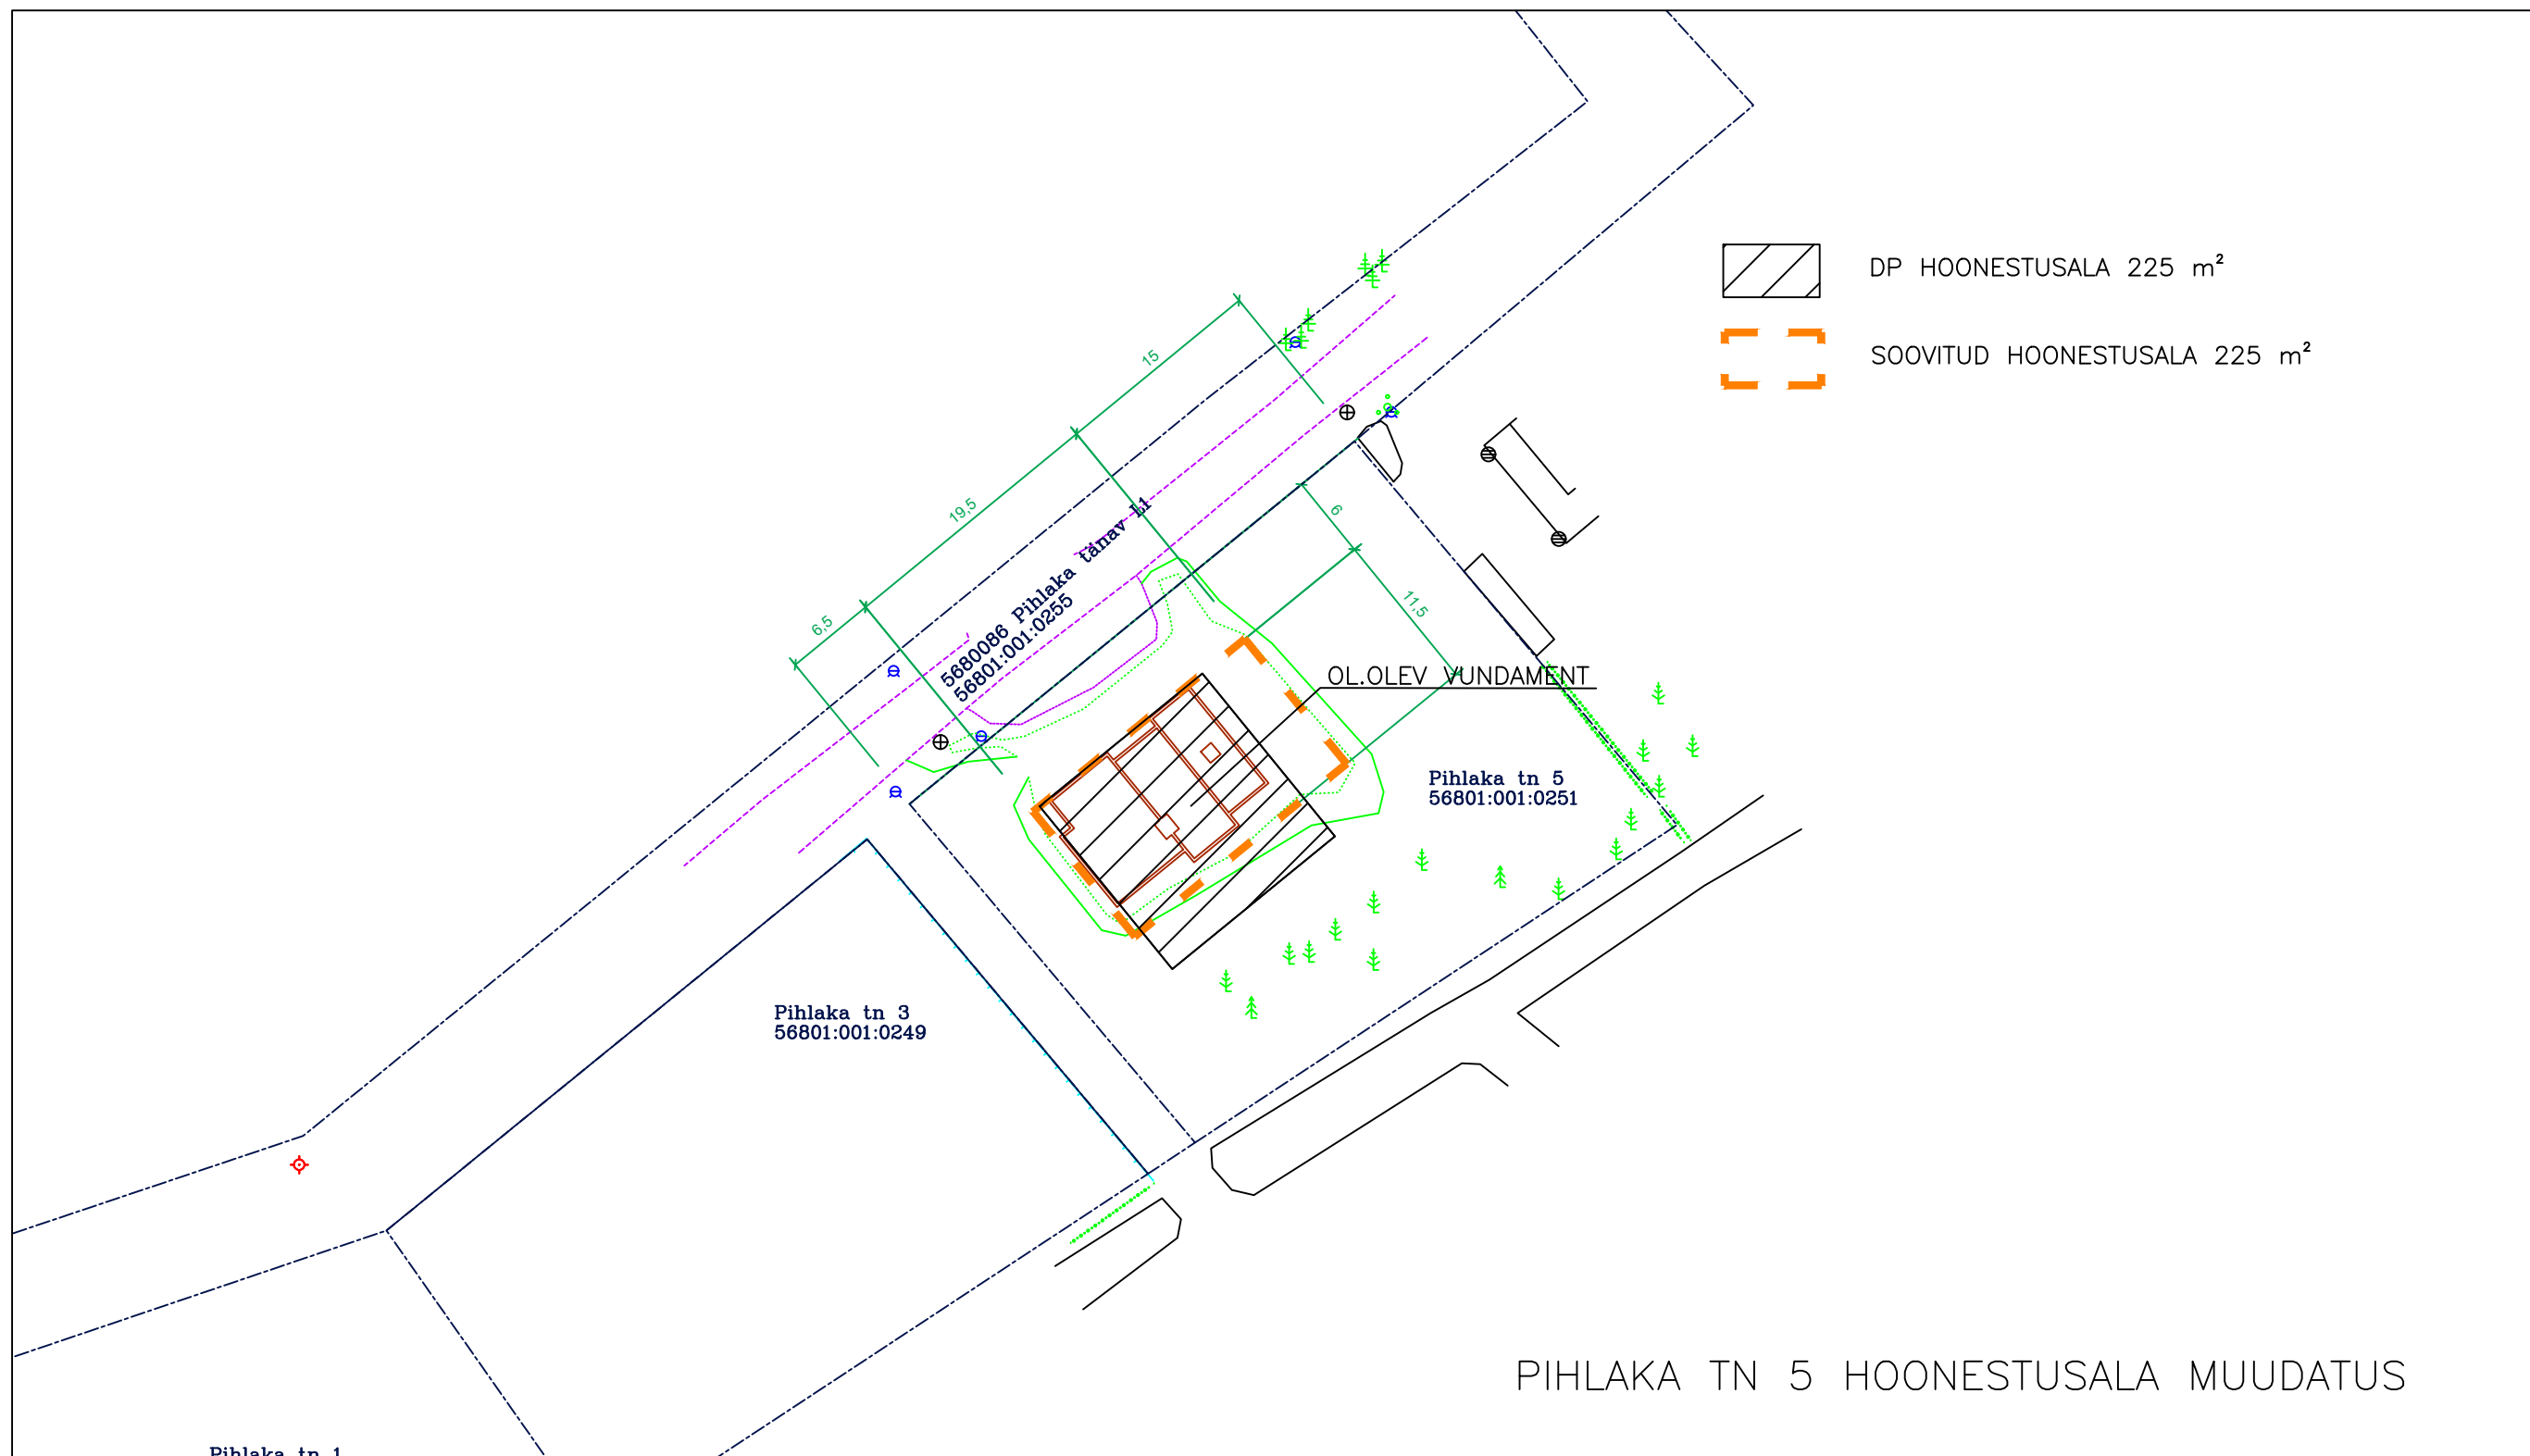 DP HOONESTUSALA 225 m²
SOOVITUD HOONESTUSALA 225 m²
15
19,5
6,5
6
11,5
5680086 Pihlaka tänav L1
56801:001:0255
OL.OLEV VUNDAMENT
Pihlaka tn 5
56801:001:0251
Pihlaka tn 3
56801:001:0249
PIHLAKA TN 5 HOONESTUSALA MUUDATUS
Pihlaka tn 1